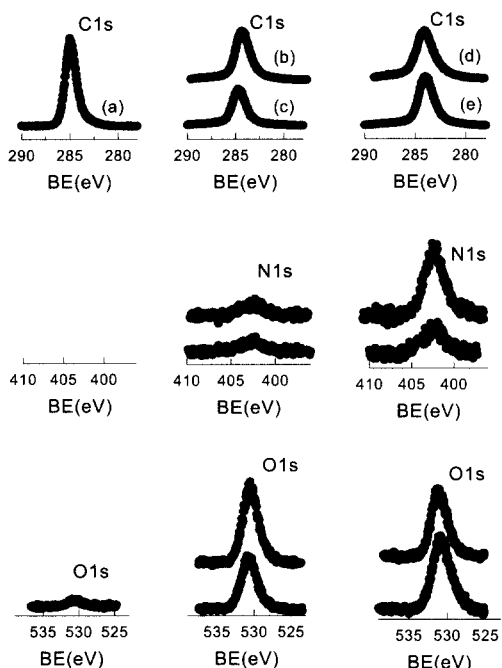 C1s C1s C1s
(a) (b) (d)
(c) (e)
290 285 280 290 285 280 290 285 280
BE(eV) BE(eV) BE(eV)
N1s N1s
410 405 400 410 405 400 410 405 400
BE(eV) BE(eV) BE(eV)
O1s O1s O1s
535 530 525 535 530 525 535 530 525
BE(eV) BE(eV) BE(eV)